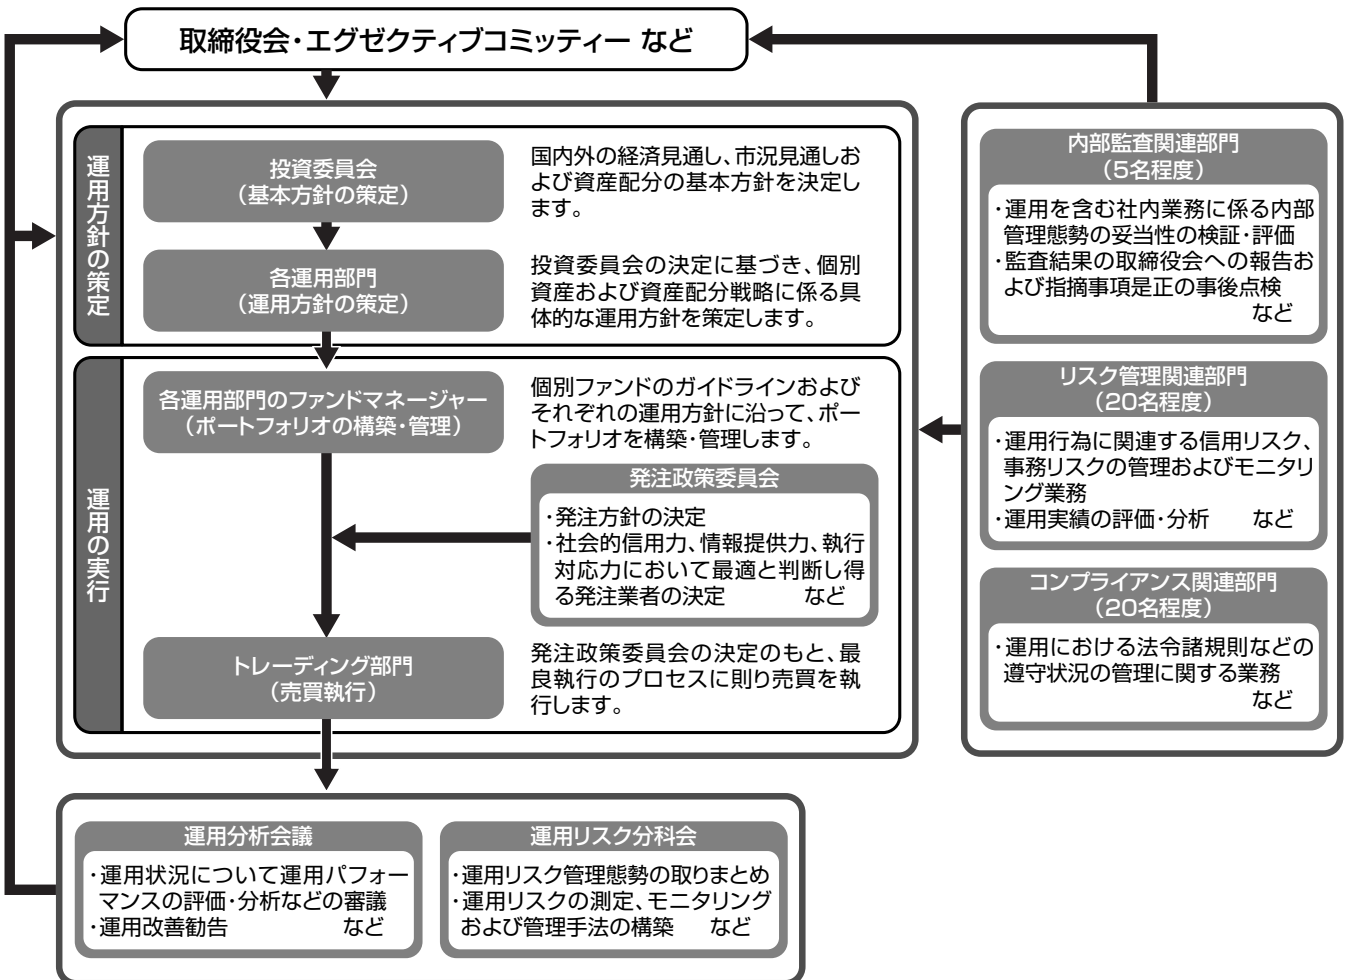 取締役会・エグゼクティブコミッティー など
運用方針の策定
投資委員会
(基本方針の策定)
国内外の経済見通し、市況見通しお
よび資産配分の基本方針を決定し
ます。
各運用部門
(運用方針の策定)
投資委員会の決定に基づき、個別
資産および資産配分戦略に係る具
体的な運用方針を策定します。
運用の実行
各運用部門のファンドマネージャー
(ポートフォリオの構築・管理)
個別ファンドのガイドラインおよび
それぞれの運用方針に沿って、ポー
トフォリオを構築・管理します。
発注政策委員会
・発注方針の決定
・社会的信用力、情報提供力、執行
対応力において最適と判断し得
る発注業者の決定 など
トレーディング部門
(売買執行)
発注政策委員会の決定のもと、最
良執行のプロセスに則り売買を執
行します。
内部監査関連部門
(5名程度)
・運用を含む社内業務に係る内部
管理態勢の妥当性の検証・評価
・監査結果の取締役会への報告お
よび指摘事項是正の事後点検
など
リスク管理関連部門
(20名程度)
・運用行為に関連する信用リスク、
事務リスクの管理およびモニタリ
ング業務
・運用実績の評価・分析 など
コンプライアンス関連部門
(20名程度)
・運用における法令諸規則などの
遵守状況の管理に関する業務
など
運用分析会議
・運用状況について運用パフォー
マンスの評価・分析などの審議
・運用改善勧告 など
運用リスク分科会
・運用リスク管理態勢の取りまとめ
・運用リスクの測定、モニタリング
および管理手法の構築 など